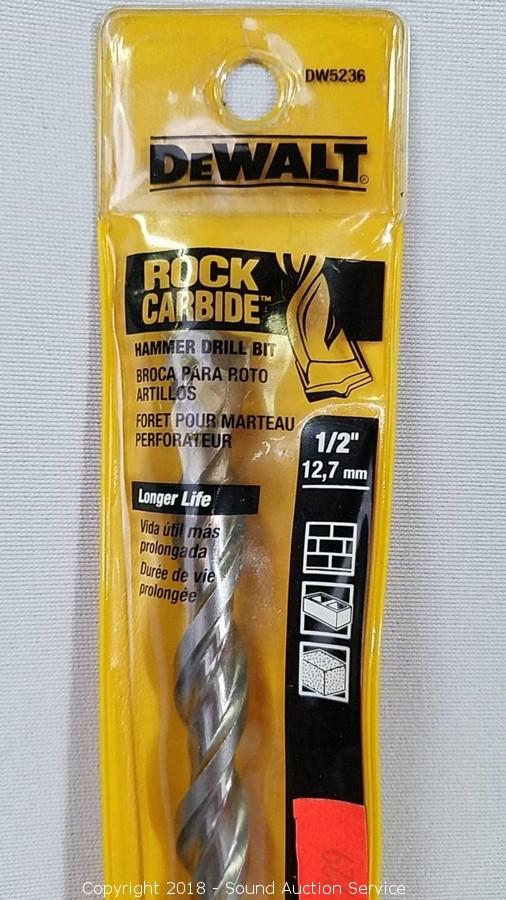 DW5236
DEWALT®
ROCK
CARBIDE™
HAMMER DRILL BIT
BROCA PARA ROTO
ARTILLOS
FORET POUR MARTEAU
PERFORATEUR
1/2"
12,7 mm
Longer Life
Vida útil más
prolongada
Durée de vie
prolongée
Copyright 2018 - Sound Auction Service